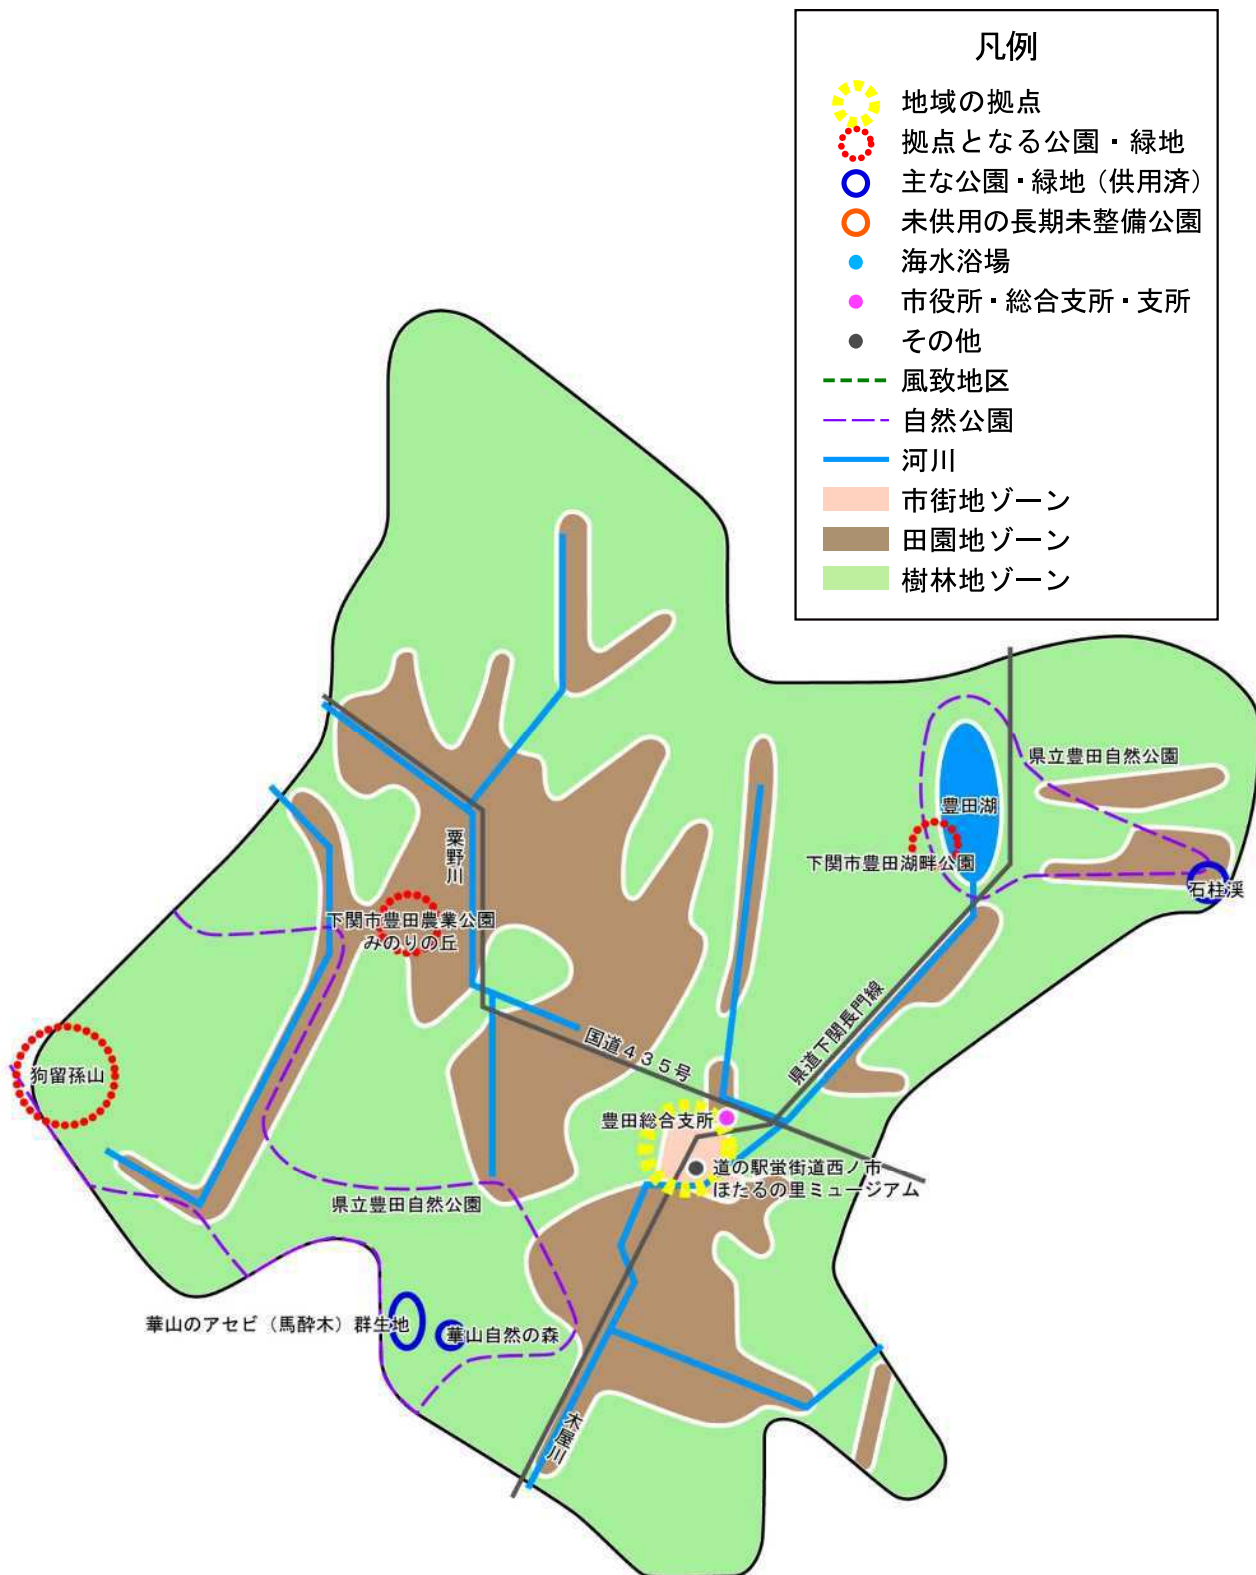 凡例
地域の拠点
拠点となる公園・緑地
主な公園・緑地（供用済）
未供用の長期未整備公園
海水浴場
市役所・総合支所・支所
その他
風致地区
自然公園
河川
市街地ゾーン
田園地ゾーン
樹林地ゾーン
県立豊田自然公園
豊田湖
下関市豊田湖畔公園
石柱渓
粟野川
下関市豊田農業公園
みのりの丘
県道下関長門線
国道４３５号
狗留孫山
豊田総合支所
道の駅蛍街道西ノ市
ほたるの里ミュージアム
県立豊田自然公園
華山のアセビ（馬酔木）群生地
華山自然の森
木屋川